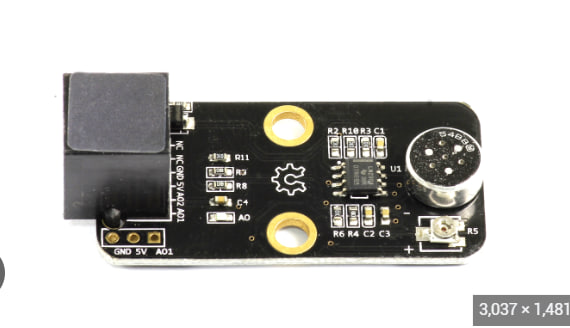 NC NC GND 5V AO2 AO1
R11
R9
R8
C4
A0
GND 5V AO1
R2 R10 R3 C1
U1
R6 R4 C2 C3
-
+
R5
3,037 × 1,481